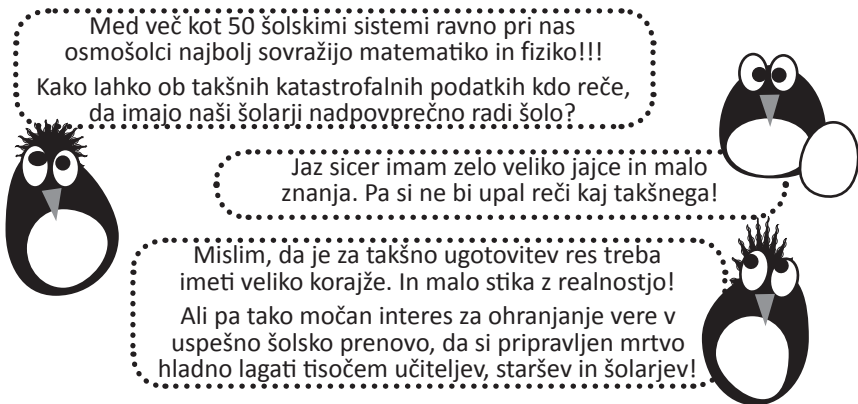 Med več kot 50 šolskimi sistemi ravno pri nas
osmošolci najbolj sovražijo matematiko in fiziko!!!
Kako lahko ob takšnih katastrofalnih podatkih kdo reče,
da imajo naši šolarji nadpovprečno radi šolo?
Jaz sicer imam zelo veliko jajce in malo
znanja. Pa si ne bi upal reči kaj takšnega!
Mislim, da je za takšno ugotovitev res treba
imeti veliko korajže. In malo stika z realnostjo!
Ali pa tako močan interes za ohranjanje vere v
uspešno šolsko prenovo, da si pripravljen mrtvo
hladno lagati tisočem učiteljev, staršev in šolarjev!